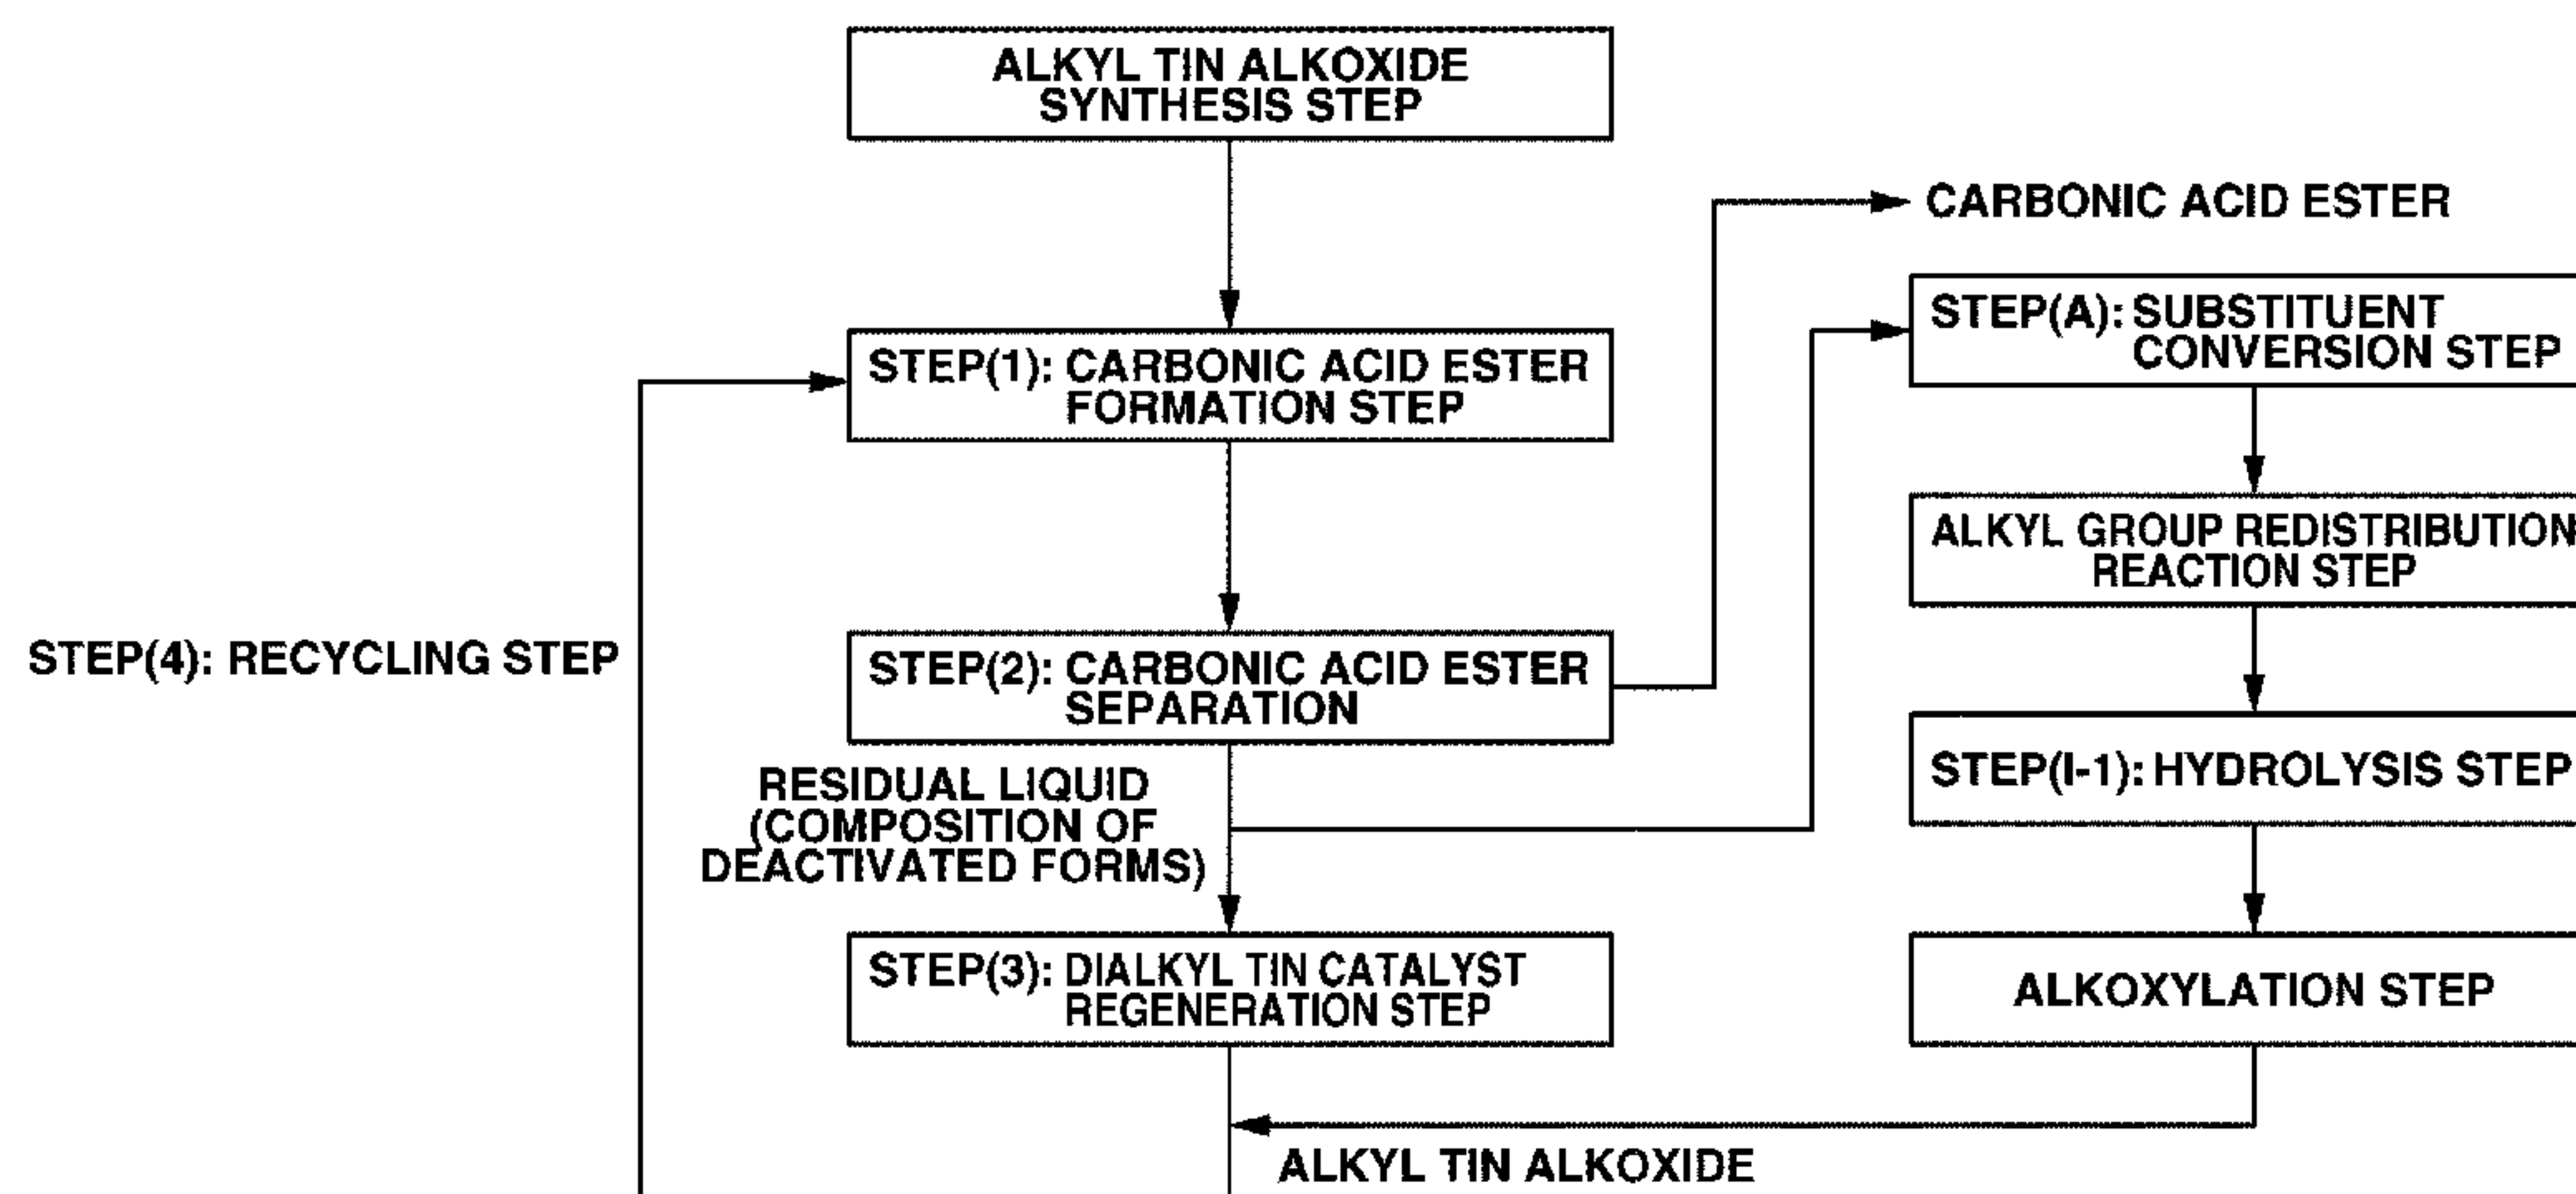 ALKYL TIN ALKOXIDE
SYNTHESIS STEP
CARBONIC ACID ESTER
STEP(1): CARBONIC ACID ESTER
FORMATION STEP
STEP(A): SUBSTITUENT
CONVERSION STEP
ALKYL GROUP REDISTRIBUTION
REACTION STEP
STEP(4): RECYCLING STEP
STEP(2): CARBONIC ACID ESTER
SEPARATION
STEP(I-1): HYDROLYSIS STEP
RESIDUAL LIQUID
(COMPOSITION OF
DEACTIVATED FORMS)
STEP(3): DIALKYL TIN CATALYST
REGENERATION STEP
ALKOXYLATION STEP
ALKYL TIN ALKOXIDE